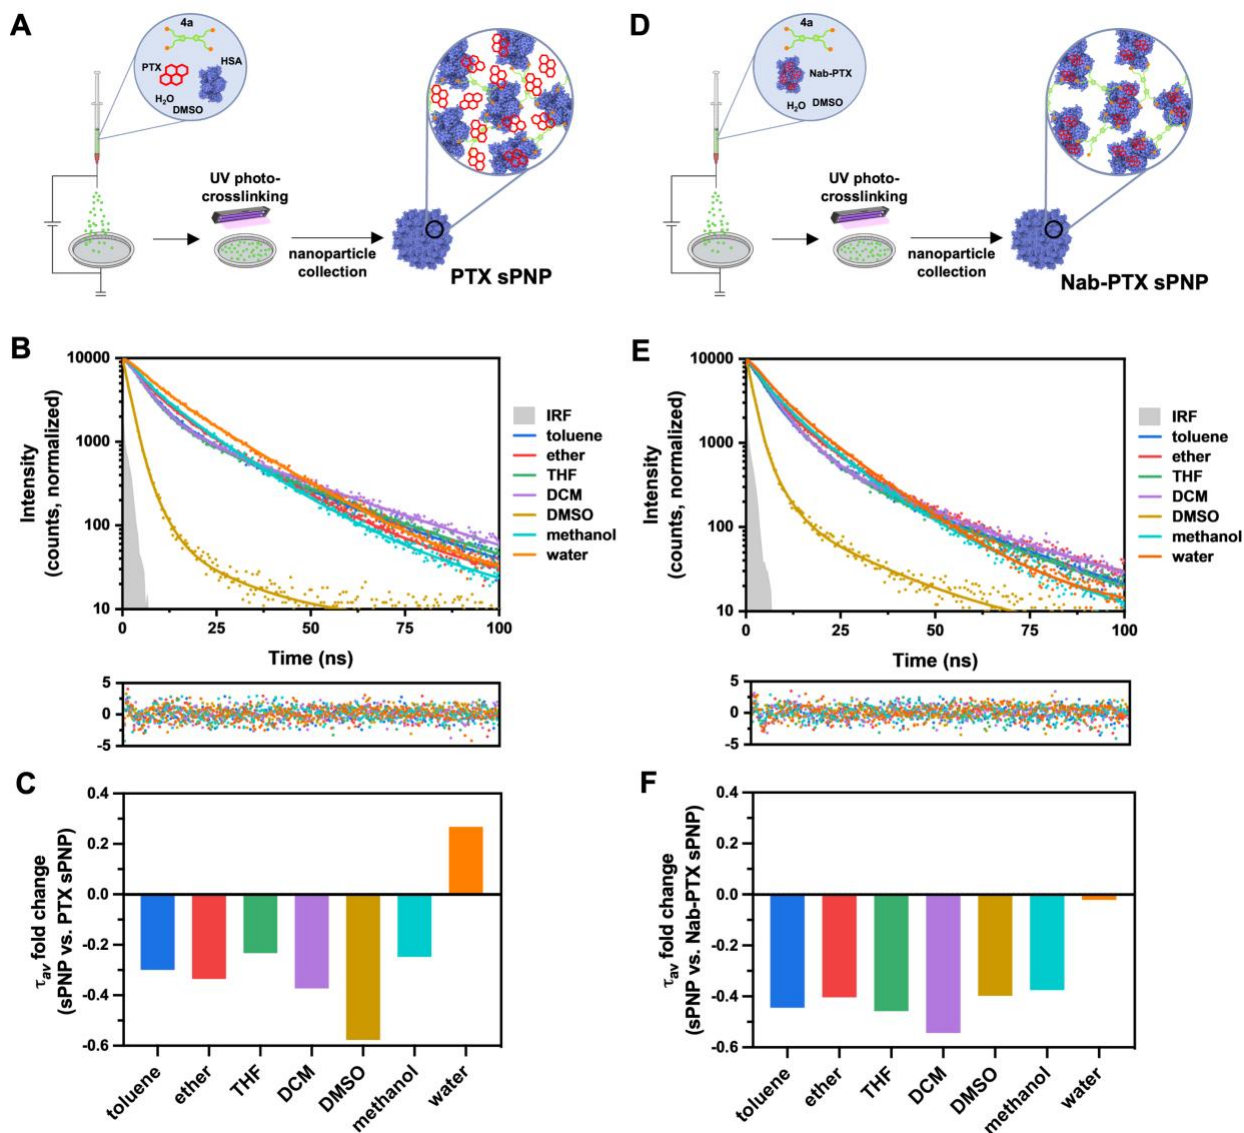 A
4a
PTX
HSA
H2O
DMSO
UV photo-
crosslinking
nanoparticle
collection
PTX sPNP
D
4a
Nab-PTX
H2O
DMSO
UV photo-
crosslinking
nanoparticle
collection
Nab-PTX sPNP
B
Intensity
(counts, normalized)
10000
1000
100
10
0
25
50
75
100
Time (ns)
IRF
toluene
ether
THF
DCM
DMSO
methanol
water
5
0
-5
E
Intensity
(counts, normalized)
10000
1000
100
10
0
25
50
75
100
Time (ns)
IRF
toluene
ether
THF
DCM
DMSO
methanol
water
5
0
-5
C
τav fold change
(sPNP vs. PTX sPNP)
0.4
0.2
0.0
-0.2
-0.4
-0.6
toluene
ether
THF
DCM
DMSO
methanol
water
F
τav fold change
(sPNP vs. Nab-PTX sPNP)
0.4
0.2
0.0
-0.2
-0.4
-0.6
toluene
ether
THF
DCM
DMSO
methanol
water